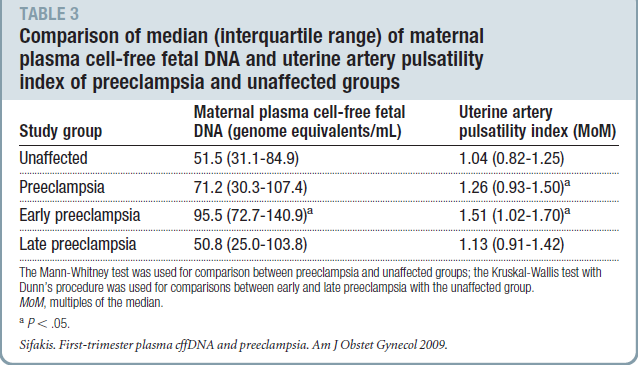 TABLE 3
Comparison of median (interquartile range) of maternal
plasma cell-free fetal DNA and uterine artery pulsatility
index of preeclampsia and unaffected groups
Study group Maternal plasma cell-free fetal DNA (genome equivalents/mL) Uterine artery pulsatility index (MoM)
Unaffected 51.5 (31.1-84.9) 1.04 (0.82-1.25)
Preeclampsia 71.2 (30.3-107.4) 1.26 (0.93-1.50)ᵃ
Early preeclampsia 95.5 (72.7-140.9)ᵃ 1.51 (1.02-1.70)ᵃ
Late preeclampsia 50.8 (25.0-103.8) 1.13 (0.91-1.42)
The Mann-Whitney test was used for comparison between preeclampsia and unaffected groups; the Kruskal-Wallis test with
Dunn's procedure was used for comparisons between early and late preeclampsia with the unaffected group.
MoM, multiples of the median.
ᵃ P < .05.
Sifakis. First-trimester plasma cffDNA and preeclampsia. Am J Obstet Gynecol 2009.